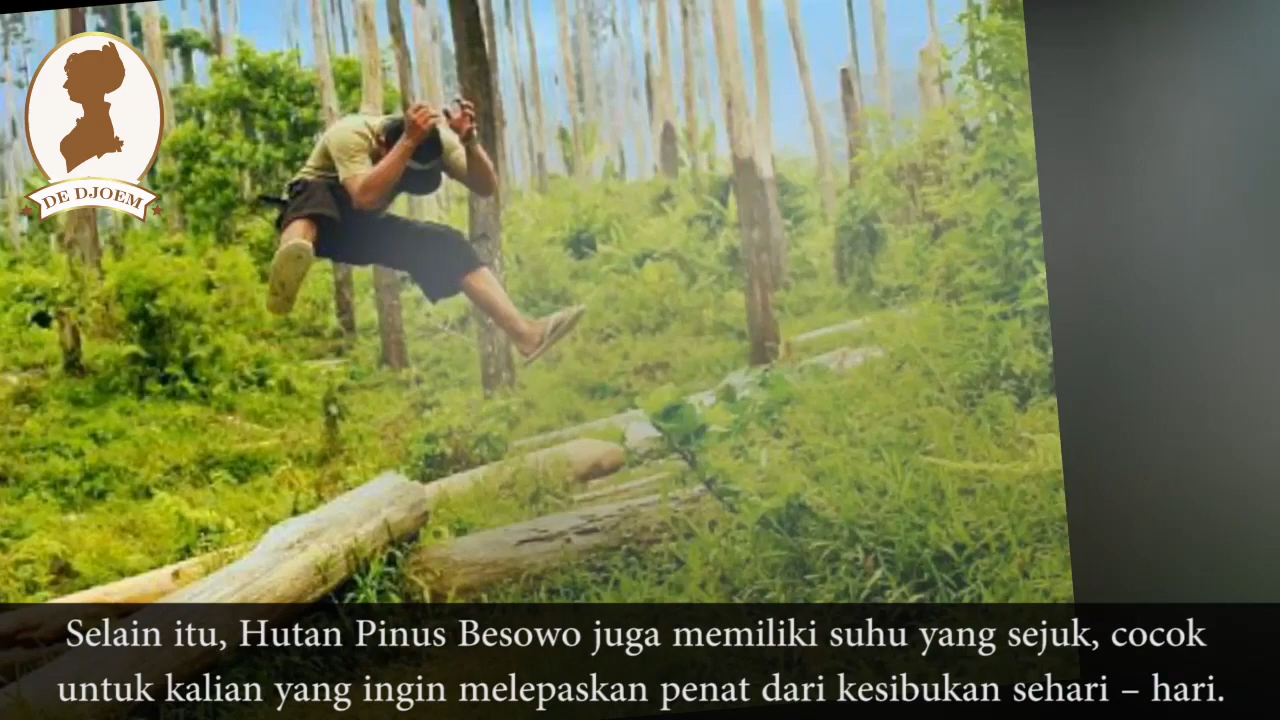 DE DJOEM
Selain itu, Hutan Pinus Besowo juga memiliki suhu yang sejuk, cocok
untuk kalian yang ingin melepaskan penat dari kesibukan sehari – hari.